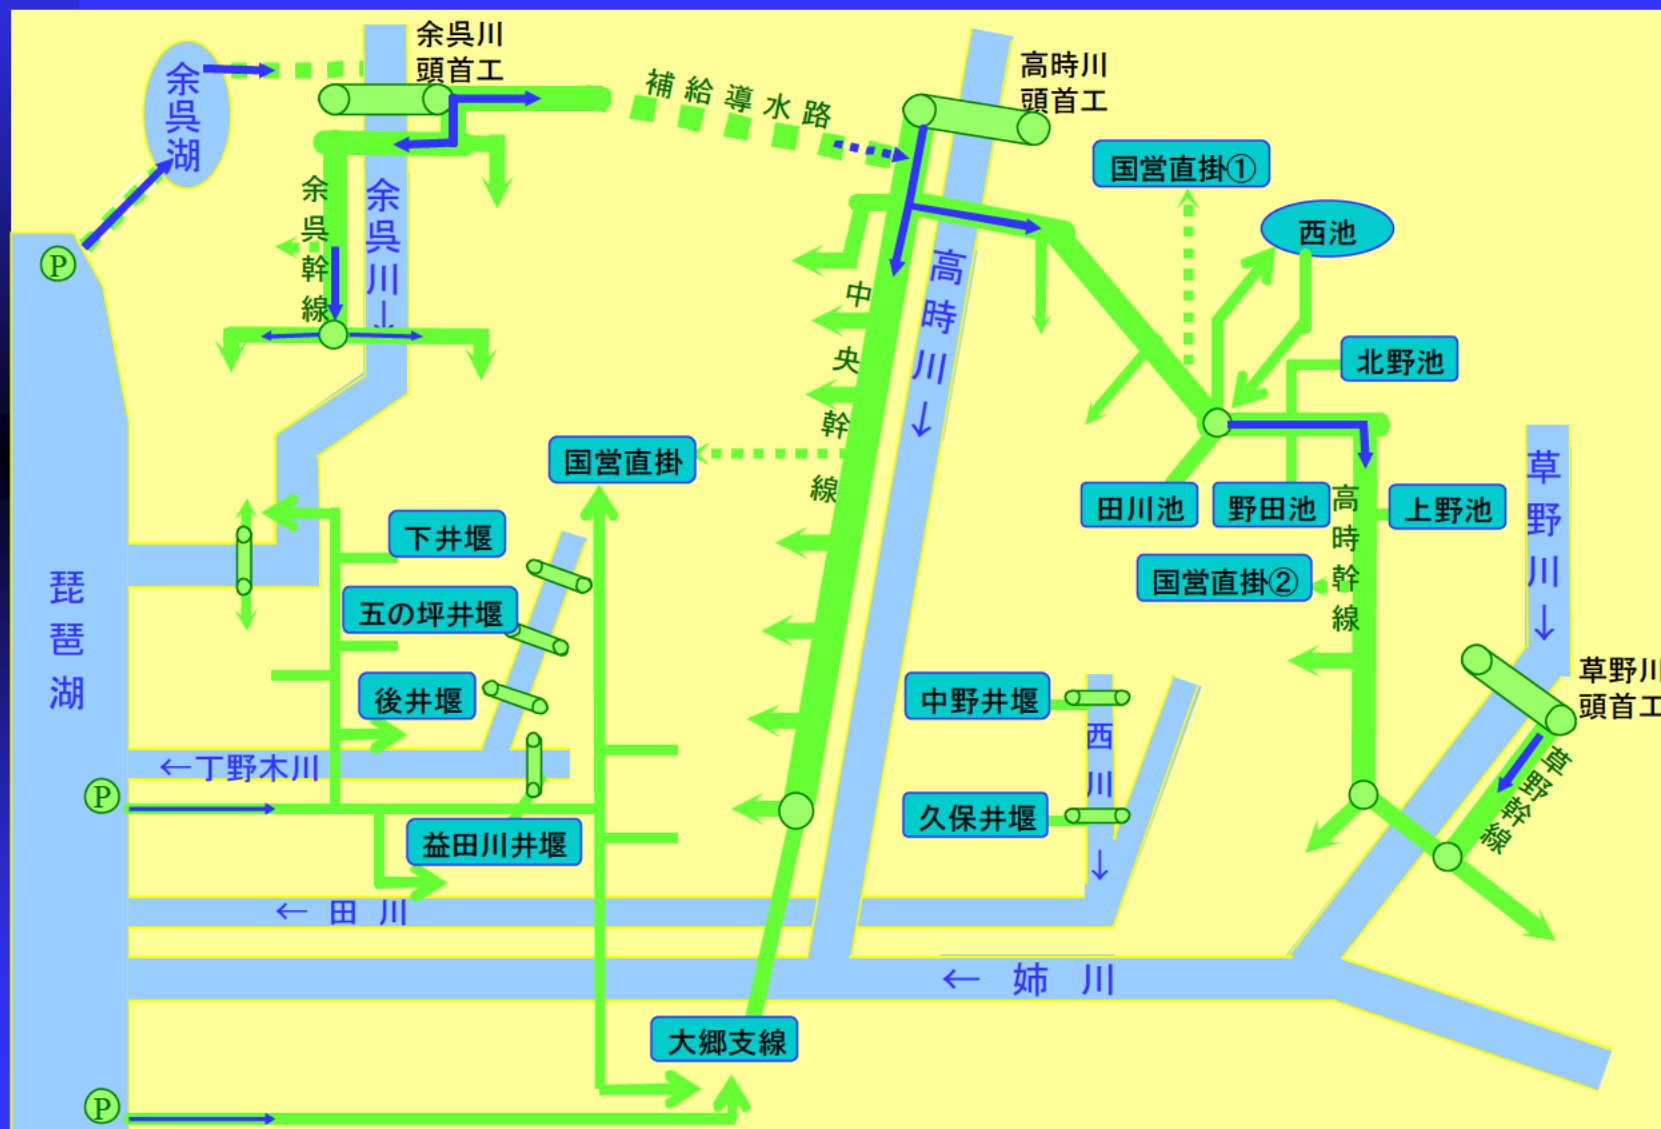 余呉川
頭首工
余呉湖
補給導水路
高時川
頭首工
国営直掛①
西池
P
余呉幹線
余呉川↓
中央幹線
高時川↓
北野池
国営直掛
田川池
野田池
高時幹線
上野池
草野川↓
下井堰
国営直掛②
五の坪井堰
琵琶湖
後井堰
中野井堰
西川↓
草野川
頭首工
草野幹線
←丁野木川
P
益田川井堰
久保井堰
←田川
←姉川
大郷支線
P